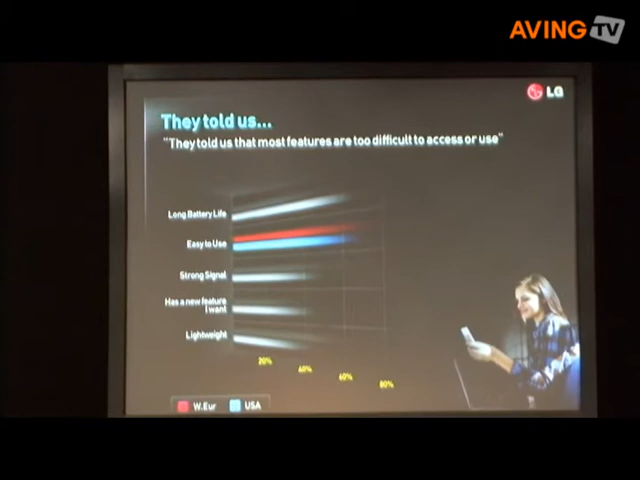 AVING TV
LG
They told us...
"They told us that most features are too difficult to access or use"
Long Battery Life
Easy to Use
Strong Signal
Has a new feature
I want
Lightweight
20%
60%
60%
80%
W.Eur
USA